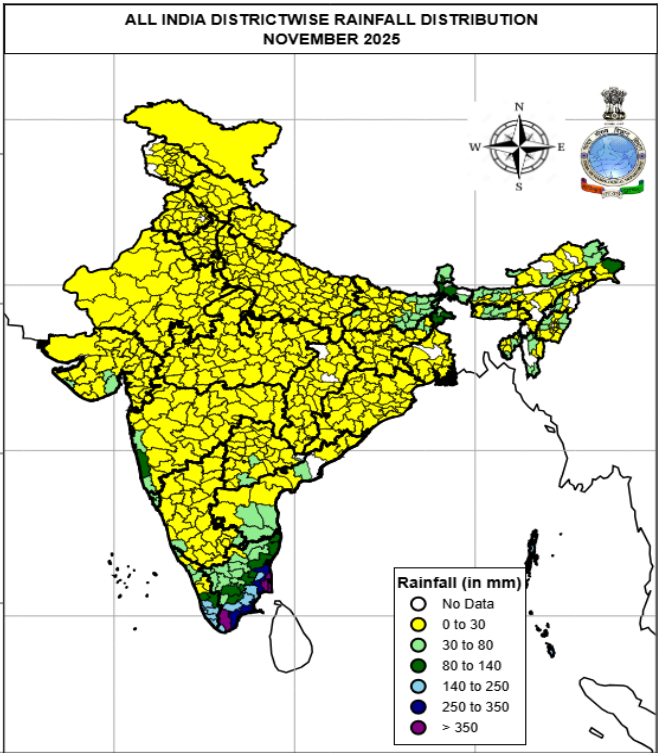 ALL INDIA DISTRICTWISE RAINFALL DISTRIBUTION
NOVEMBER 2025
N
W
E
S
Rainfall (in mm)
No Data
0 to 30
30 to 80
80 to 140
140 to 250
250 to 350
> 350